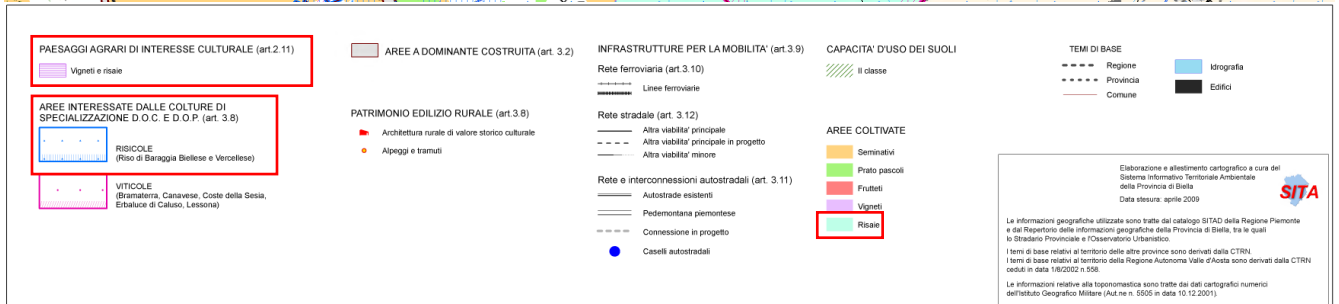 PAESAGGI AGRARI DI INTERESSE CULTURALE (art.2.11)
Vigneti e risaie
AREE INTERESSATE DALLE COLTURE DI
SPECIALIZZAZIONE D.O.C. E D.O.P. (art. 3.8)
RISICOLE
(Riso di Baraggia Biellese e Vercellese)
VITICOLE
(Bramaterra, Canavese, Coste della Sesia,
Erbaluce di Caluso, Lessona)
AREE A DOMINANTE COSTRUITA (art. 3.2)
PATRIMONIO EDILIZIO RURALE (art.3.8)
Architettura rurale di valore storico culturale
Alpeggi e tramuti
INFRASTRUTTURE PER LA MOBILITA' (art.3.9)
Rete ferroviaria (art.3.10)
Linee ferroviarie
Rete stradale (art. 3.12)
Altra viabilita' principale
Altra viabilita' principale in progetto
Altra viabilita' minore
Rete e interconnessioni autostradali (art. 3.11)
Autostrade esistenti
Pedemontana piemontese
Connessione in progetto
Caselli autostradali
CAPACITA' D'USO DEI SUOLI
II classe
AREE COLTIVATE
Seminativi
Prato pascoli
Frutteti
Vigneti
Risaie
TEMI DI BASE
Regione
Provincia
Comune
Idrografia
Edifici
Elaborazione e allestimento cartografico a cura del
Sistema Informativo Territoriale Ambientale
della Provincia di Biella
Data stesura: aprile 2009
SITA
Le informazioni geografiche utilizzate sono tratte dal catalogo SITAD della Regione Piemonte
e dal Repertorio delle informazioni geografiche della Provincia di Biella, tra le quali
lo Stradario Provinciale e l'Osservatorio Urbanistico.
I temi di base relativi al territorio delle altre province sono derivati dalla CTRN.
I temi di base relativi al territorio della Regione Autonoma Valle d'Aosta sono derivati dalla CTRN
ceduti in data 1/8/2002 n.558.
Le informazioni relative alla toponomastica sono tratte dai dati cartografici numerici
dell'Istituto Geografico Militare (Aut.ne n. 5505 in data 10.12.2001).